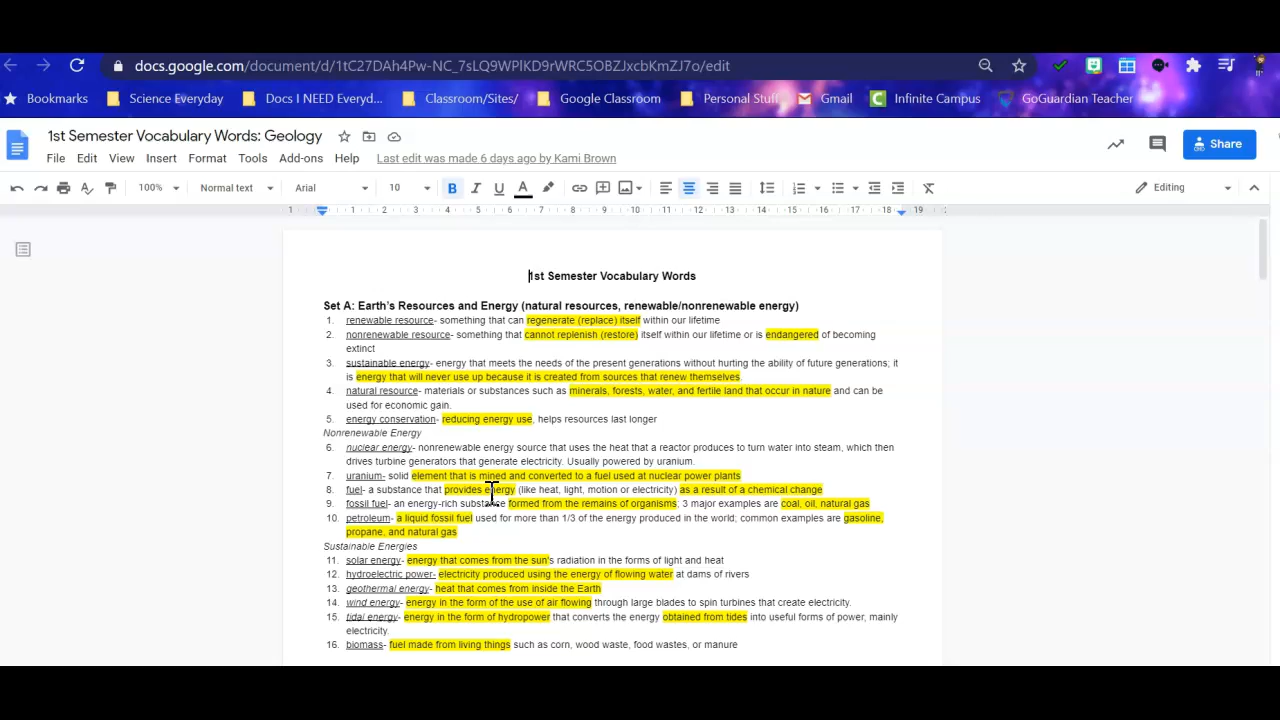 docs.google.com/document/d/1tC27DAh4Pw-NC_7sLQ9WPlKD9rWRC5OBZJxcbKmZJ7o/edit
Bookmarks Science Everyday Docs I NEED Everyd... Classroom/Sites/ Google Classroom Personal Stuff Gmail Infinite Campus GoGuardian Teacher
1st Semester Vocabulary Words: Geology
File Edit View Insert Format Tools Add-ons Help Last edit was made 6 days ago by Kami Brown
Share
100% Normal text Arial 10 B I U A Editing
1 1 2 3 4 5 6 7 8 9 10 11 12 13 14 15 16 17 18 19
1st Semester Vocabulary Words
Set A: Earth's Resources and Energy (natural resources, renewable/nonrenewable energy)
1. renewable resource- something that can regenerate (replace) itself within our lifetime
2. nonrenewable resource- something that cannot replenish (restore) itself within our lifetime or is endangered of becoming
extinct
3. sustainable energy- energy that meets the needs of the present generations without hurting the ability of future generations; it
is energy that will never use up because it is created from sources that renew themselves.
4. natural resource- materials or substances such as minerals, forests, water, and fertile land that occur in nature and can be
used for economic gain.
5. energy conservation- reducing energy use, helps resources last longer
Nonrenewable Energy
6. nuclear energy- nonrenewable energy source that uses the heat that a reactor produces to turn water into steam, which then
drives turbine generators that generate electricity. Usually powered by uranium.
7. uranium- solid element that is mined and converted to a fuel used at nuclear power plants
8. fuel- a substance that provides energy (like heat, light, motion or electricity) as a result of a chemical change
9. fossil fuel- an energy-rich substance formed from the remains of organisms; 3 major examples are coal, oil, natural gas
10. petroleum- a liquid fossil fuel used for more than 1/3 of the energy produced in the world; common examples are gasoline,
propane, and natural gas
Sustainable Energies
11. solar energy- energy that comes from the sun's radiation in the forms of light and heat
12. hydroelectric power- electricity produced using the energy of flowing water at dams of rivers
13. geothermal energy- heat that comes from inside the Earth
14. wind energy- energy in the form of the use of air flowing through large blades to spin turbines that create electricity.
15. tidal energy- energy in the form of hydropower that converts the energy obtained from tides into useful forms of power, mainly
electricity.
16. biomass- fuel made from living things such as corn, wood waste, food wastes, or manure